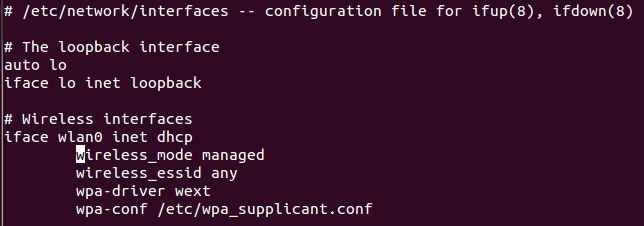 # /etc/network/interfaces -- configuration file for ifup(8), ifdown(8)
# The loopback interface
auto lo
iface lo inet loopback
# Wireless interfaces
iface wlan0 inet dhcp
wireless_mode managed
wireless_essid any
wpa-driver wext
wpa-conf /etc/wpa_supplicant.conf